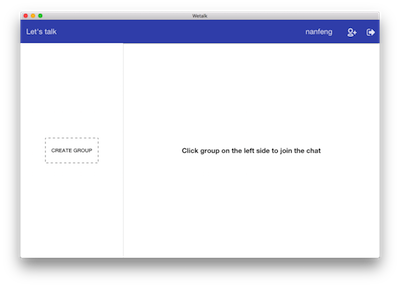 Wetalk
Let's talk
nanfeng
CREATE GROUP
Click group on the left side to join the chat